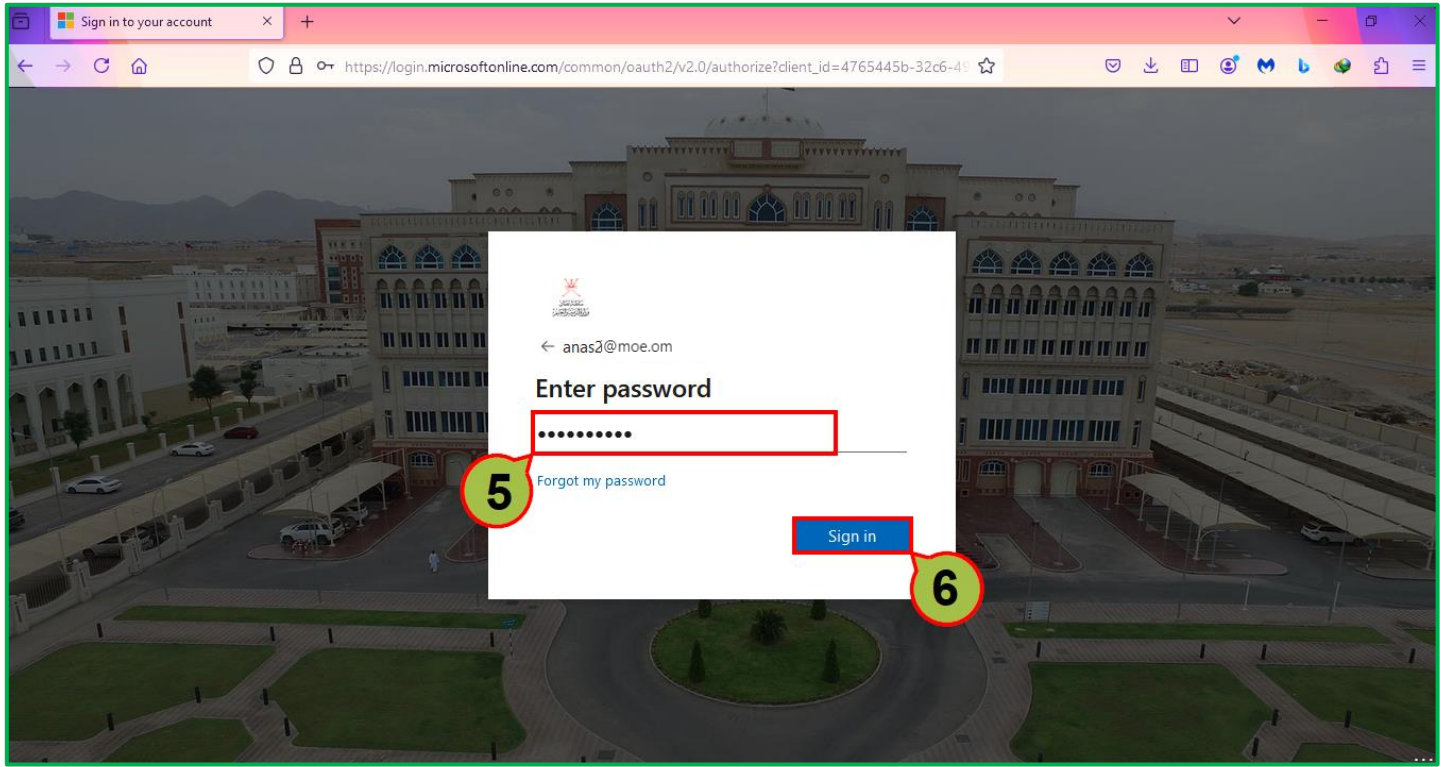 Sign in to your account
https://login.microsoftonline.com/common/oauth2/v2.0/authorize?client_id=4765445b-32c6-49
anas2@moe.om
Enter password
••••••••••
5
Forgot my password
Sign in
6